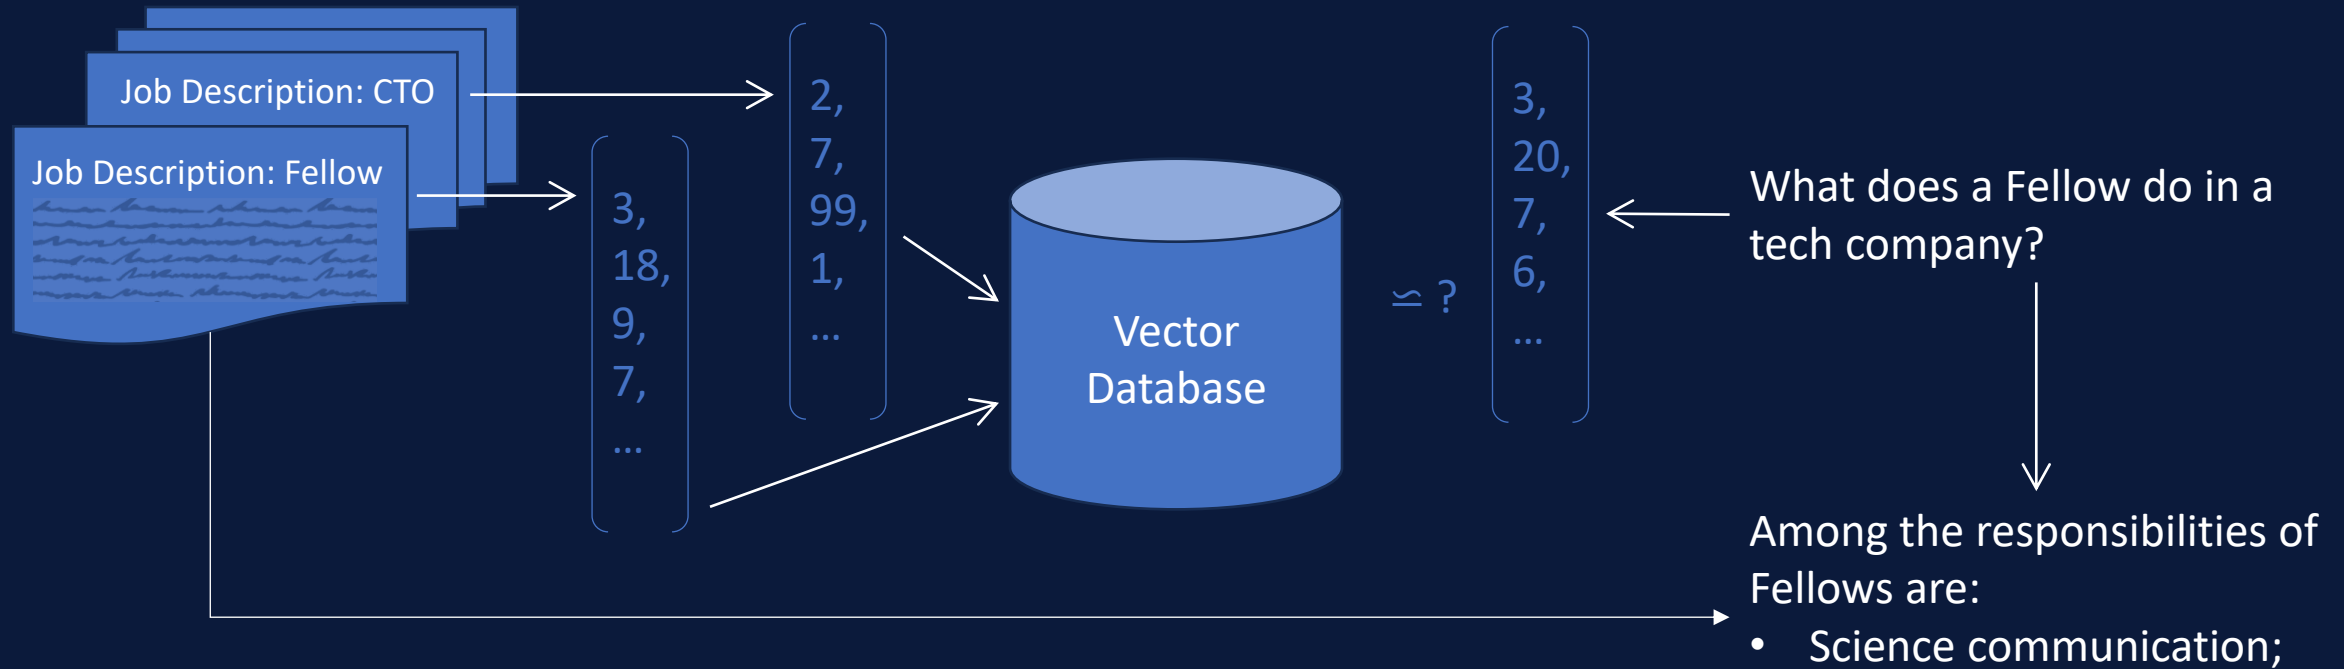 Job Description: CTO
Job Description: Fellow
3,
18,
9,
7,
...
2,
7,
99,
1,
...
Vector
Database
≌ ?
3,
20,
7,
6,
...
What does a Fellow do in a
tech company?
Among the responsibilities of
Fellows are:
• Science communication;